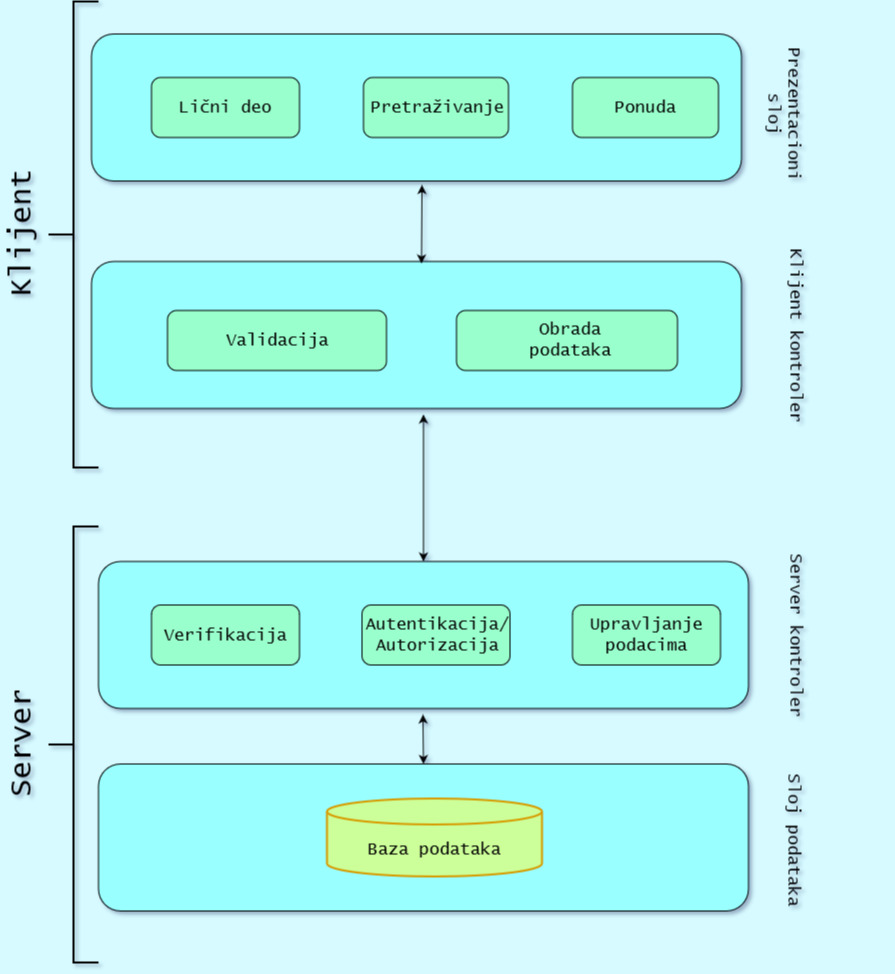 Klijent
Prezentacioni
sloj
Lični deo
Pretraživanje
Ponuda
Klijent kontroler
Validacija
Obrada
podataka
Server
Server kontroler
Verifikacija
Autentikacija/
Autorizacija
Upravljanje
podacima
Sloj podataka
Baza podataka